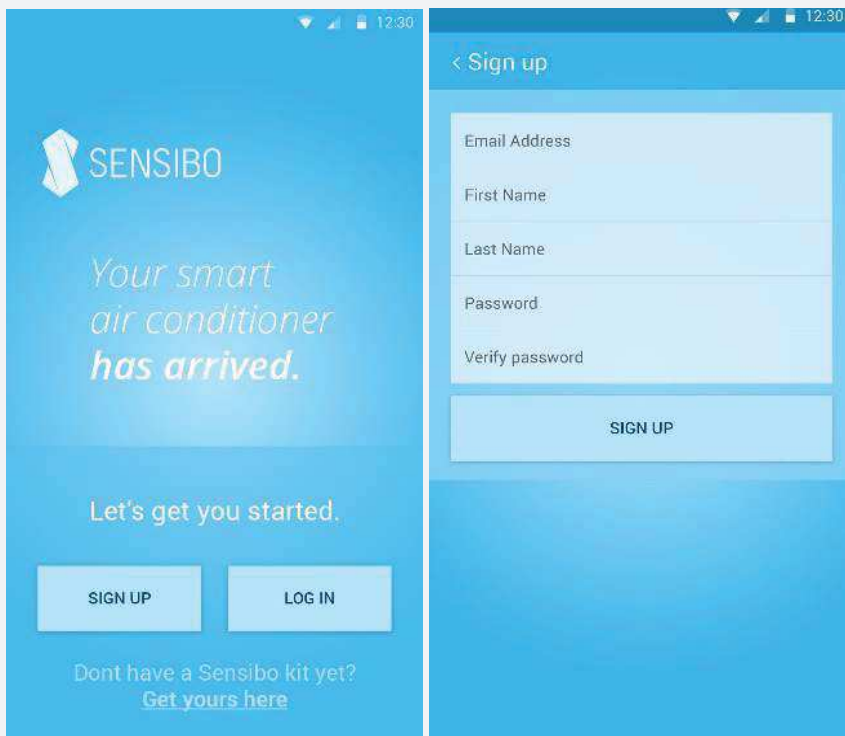 12:30
SENSIBO
Your smart
air conditioner
has arrived.
Let's get you started.
SIGN UP
LOG IN
Dont have a Sensibo kit yet?
Get yours here
12:30
< Sign up
Email Address
First Name
Last Name
Password
Verify password
SIGN UP